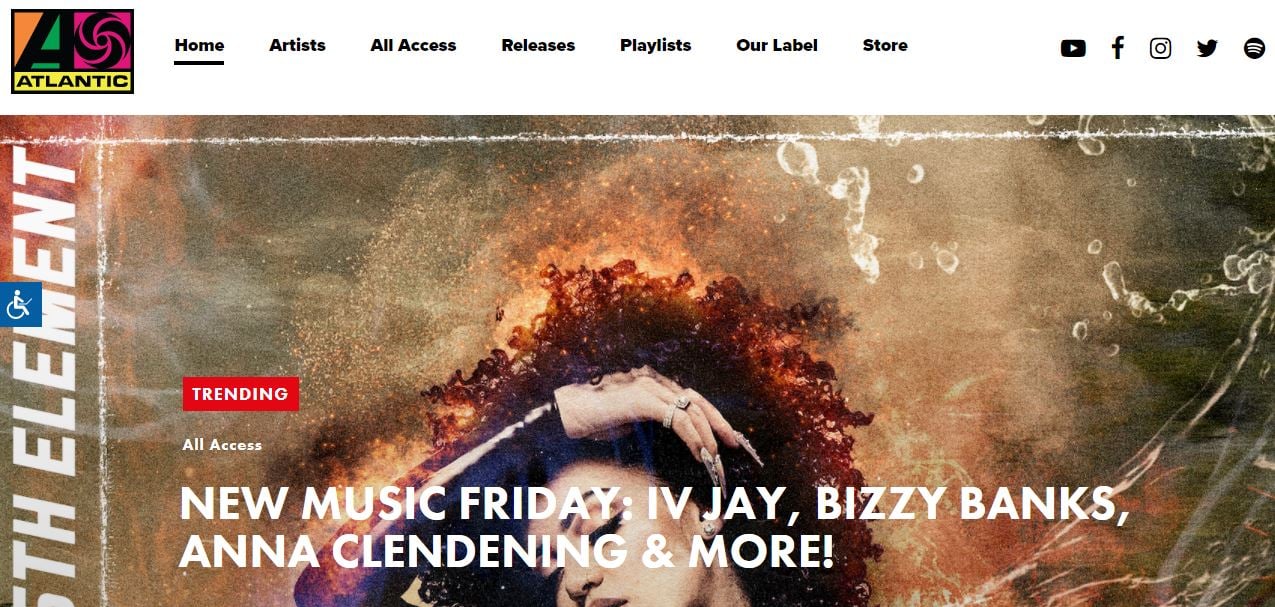 ATLANTIC
Home
Artists
All Access
Releases
Playlists
Our Label
Store
5TH ELEMENT
TRENDING
All Access
NEW MUSIC FRIDAY: IV JAY, BIZZY BANKS,
ANNA CLENDENING & MORE!